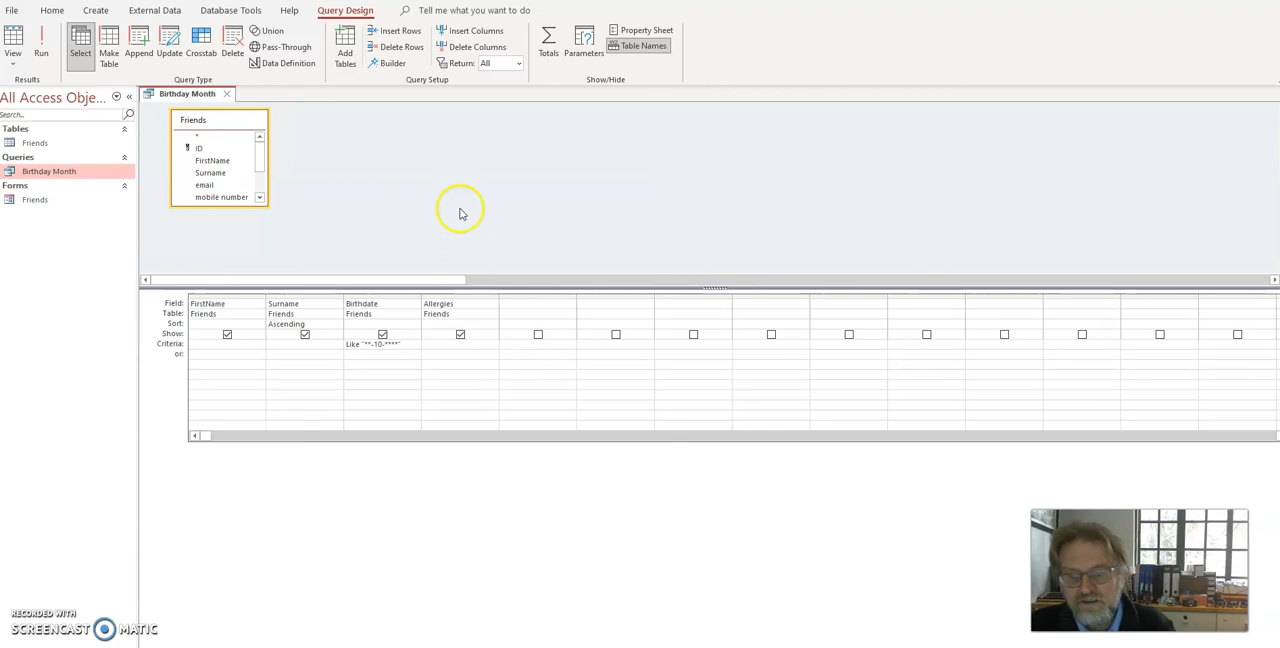 File Home Create External Data Database Tools Help Query Design Tell me what you want to do
View Run Select Make Table Append Update Crosstab Delete Union Pass-Through Data Definition Add Tables Insert Rows Delete Rows Builder Insert Columns Delete Columns Return: All Totals Parameters Property Sheet Table Names
Results Query Type Query Setup Show/Hide
All Access Obje...
Birthday Month
Search...
Tables
Friends
Queries
Birthday Month
Forms
Friends
Friends
*
ID
FirstName
Surname
email
mobile number
Field: FirstName Surname Birthdate Allergies
Table: Friends Friends Friends Friends
Sort: Ascending
Show:
Criteria: Like "**-10-****"
or:
RECORDED WITH
SCREENCAST MATIC